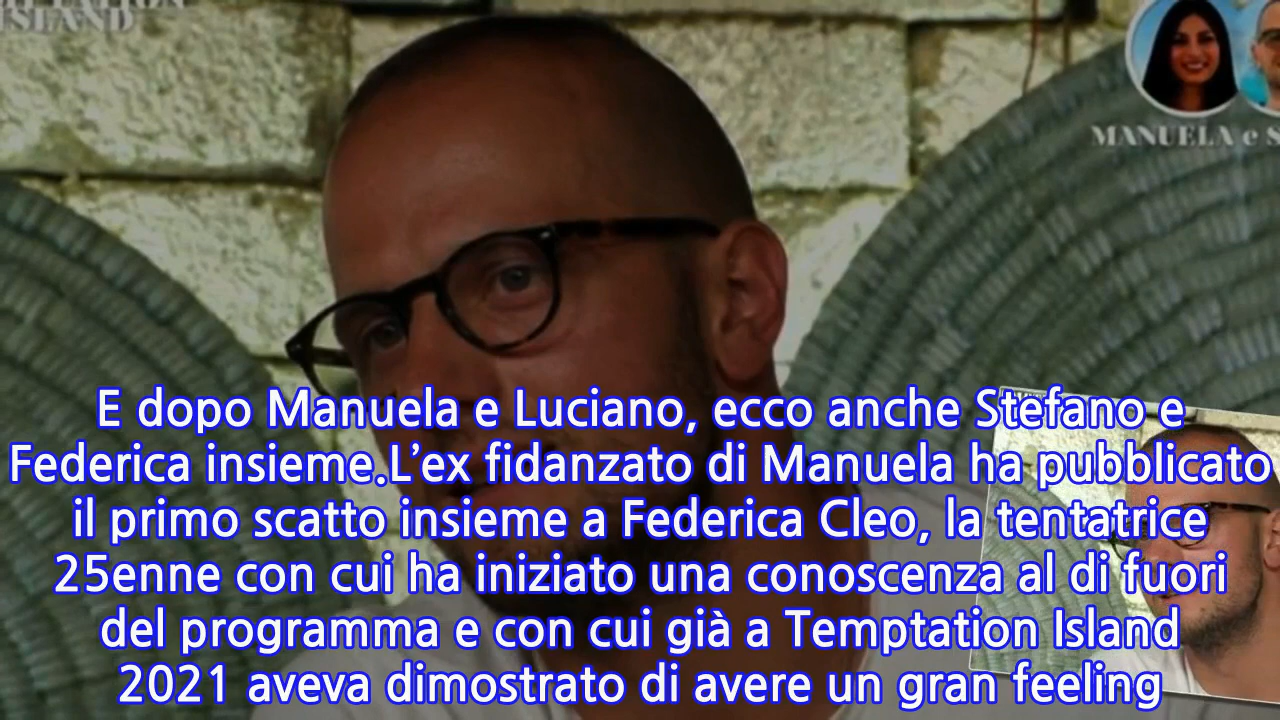 ISLAND
MANUELA e S
E dopo Manuela e Luciano, ecco anche Stefano e
Federica insieme.L’ex fidanzato di Manuela ha pubblicato
il primo scatto insieme a Federica Cleo, la tentatrice
25enne con cui ha iniziato una conoscenza al di fuori
del programma e con cui già a Temptation Island
2021 aveva dimostrato di avere un gran feeling